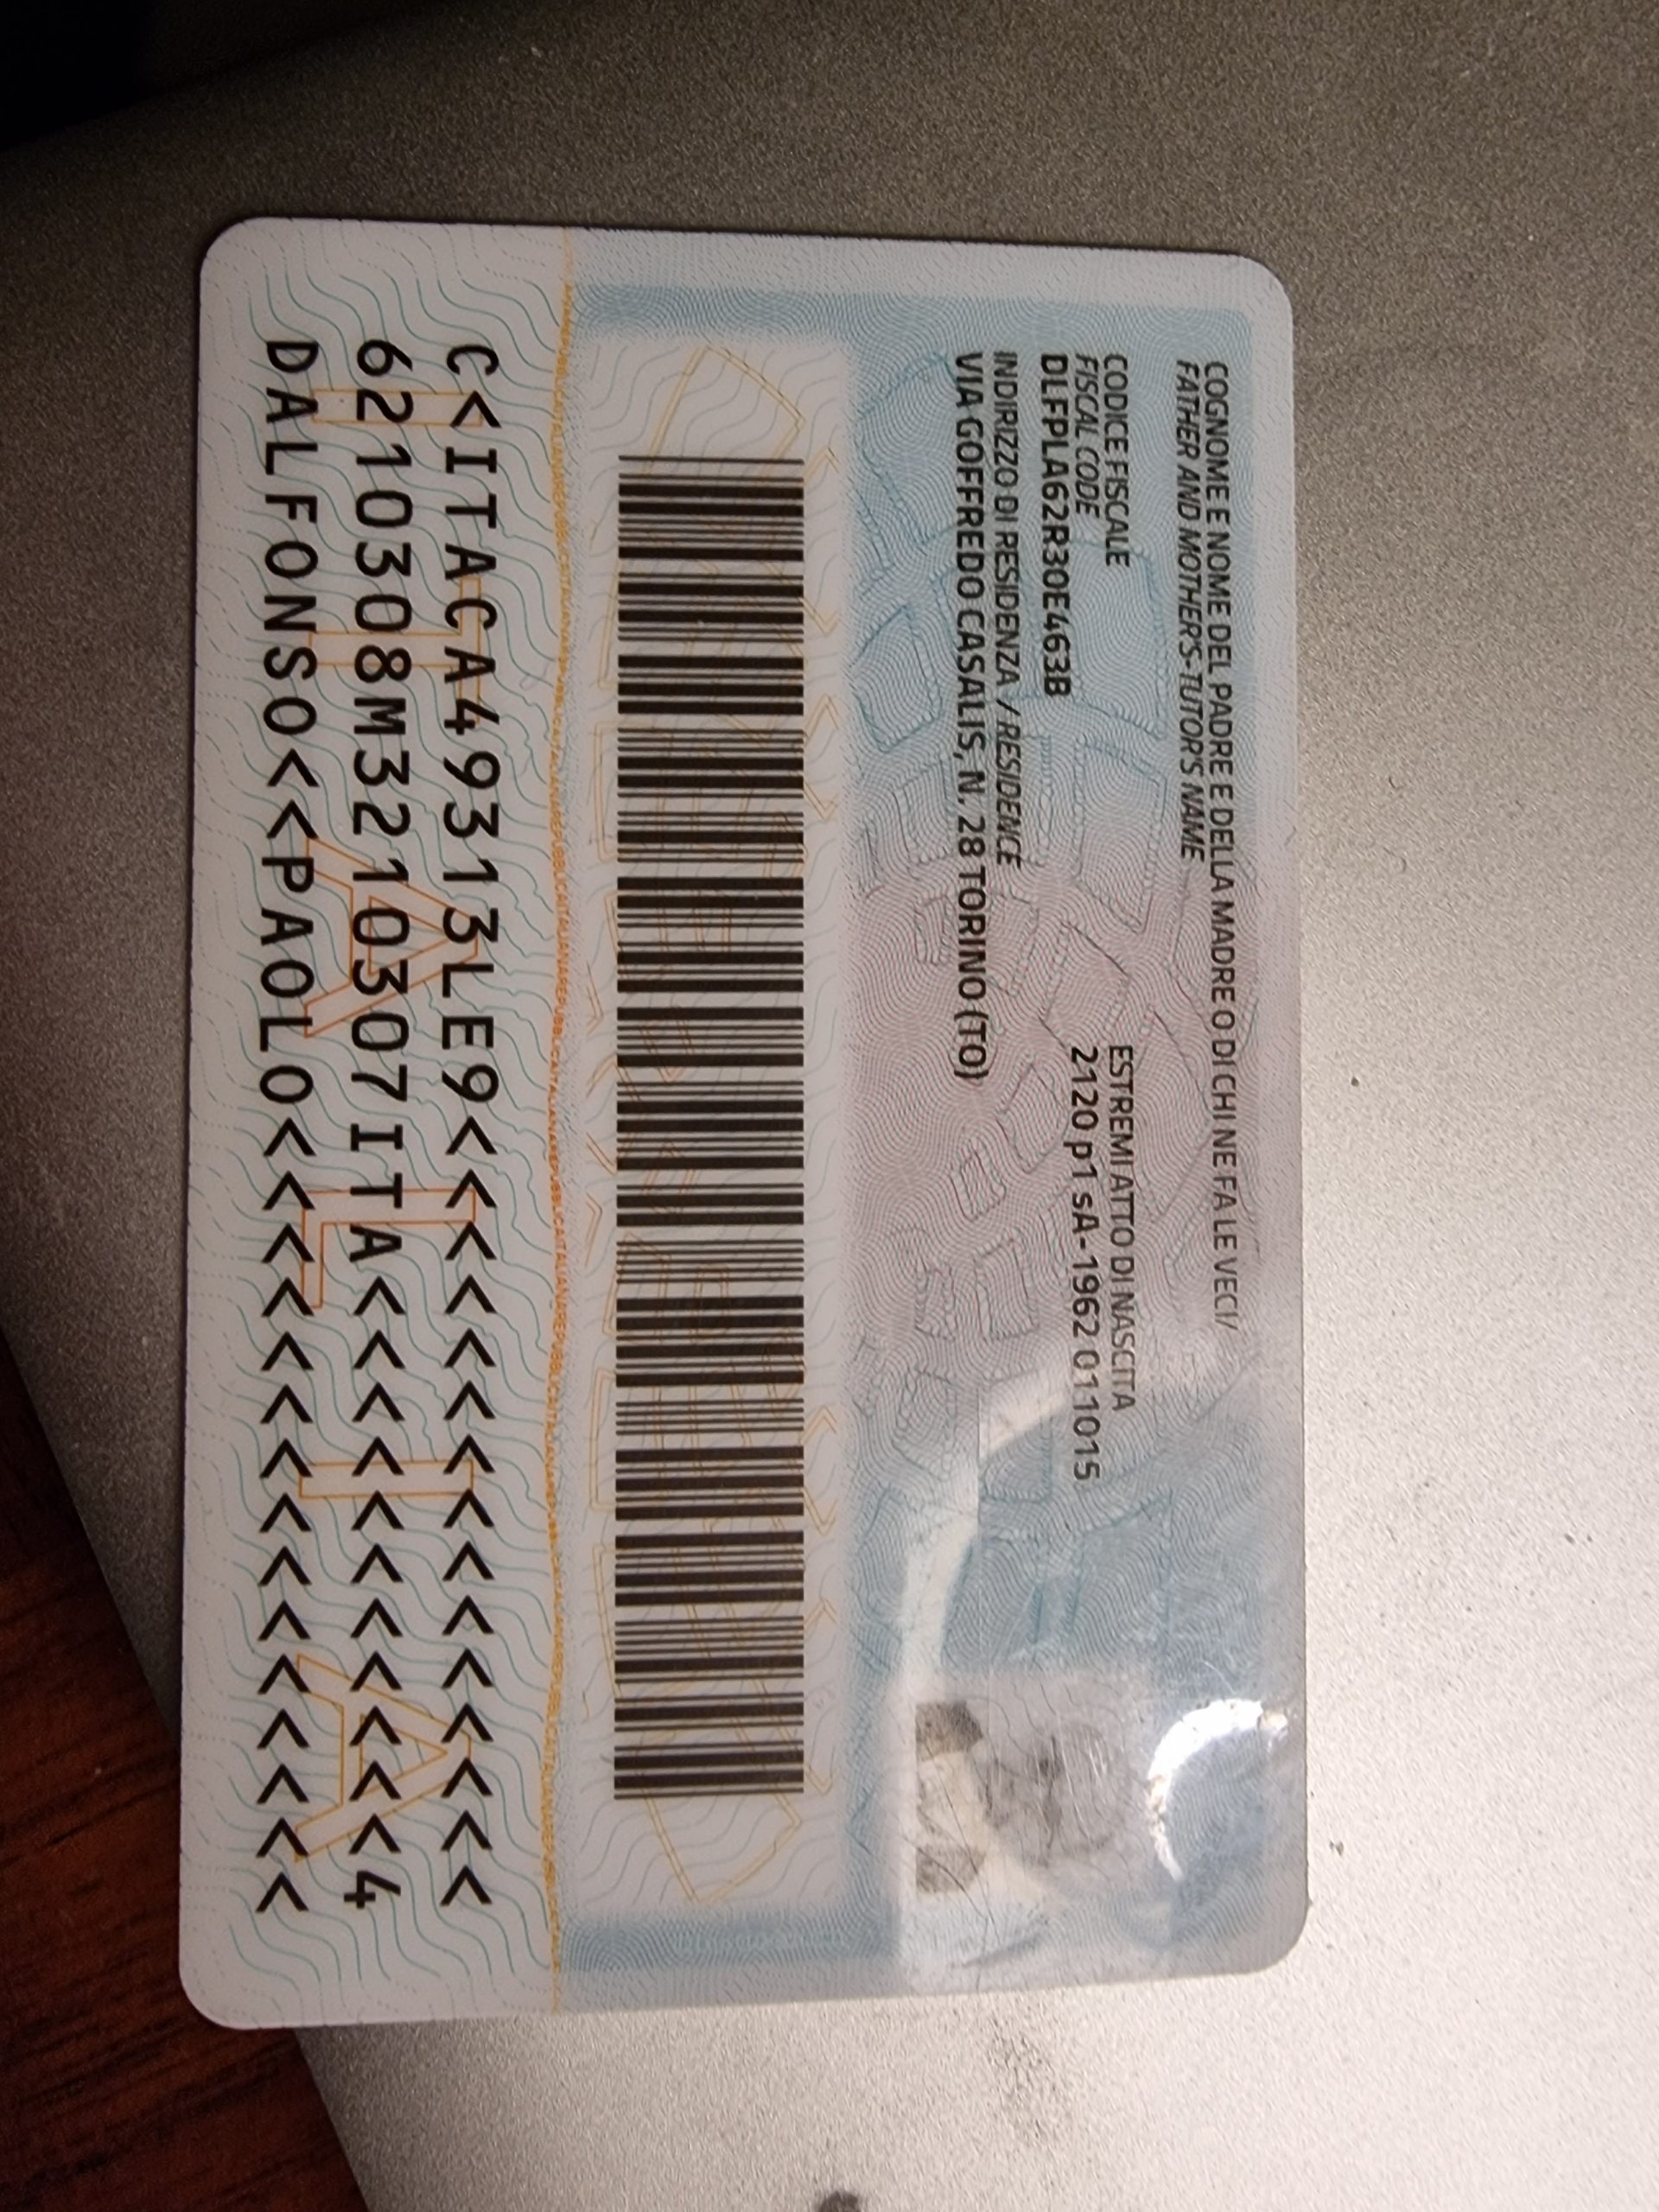 COGNOME E NOME DEL PADRE E DELLA MADRE O DI CHI NE FA LE VECI/
FATHER AND MOTHER'S-TUTOR'S NAME
CODICE FISCALE
FISCAL CODE
DLFPLA62R30E463B
ESTREMI ATTO DI NASCITA
2120 p1 sA-1962 011015
INDIRIZZO DI RESIDENZA / RESIDENCE
VIA GOFFREDO CASALIS, N. 28 TORINO (TO)
C<ITACA49313LE9<<<<<<<<<<<<<<<
6210308M3210307ITA<<<<<<<<<<<4
DALFONSO<<PAOLO<<<<<<<<<<<<<<<
ITALIA